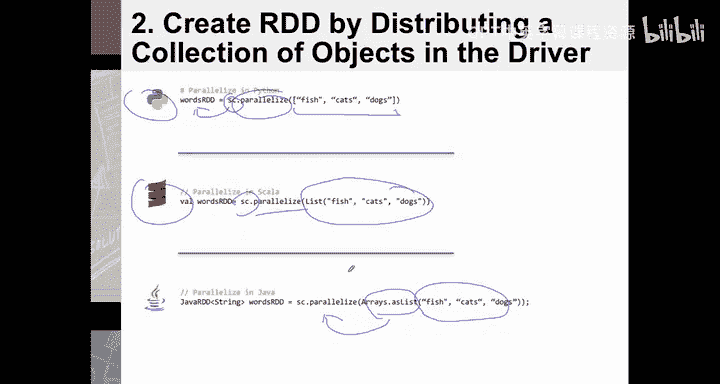 2. Create RDD by Distributing a
Collection of Objects in the Driver
bilibili
# Parallelize in Python
wordsRDD = sc.parallelize(["fish", "cats", "dogs"])
// Parallelize in Scala
val wordsRDD= sc.parallelize(List("fish", "cats", "dogs"))
// Parallelize in Java
JavaRDD<String> wordsRDD = sc.parallelize(Arrays.asList("fish", "cats", "dogs"));